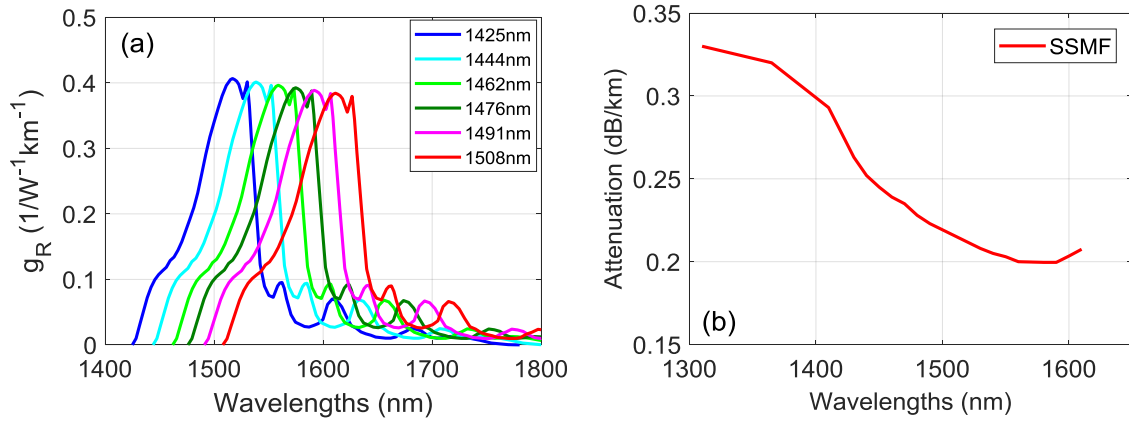 (a)
0.5
0.4
0.3
0.2
0.1
0
g_R (1/W^-1km^-1)
1425nm
1444nm
1462nm
1476nm
1491nm
1508nm
1400 1500 1600 1700 1800
Wavelengths (nm)
0.35
0.3
0.25
0.2
0.15
Attenuation (dB/km)
SSMF
(b)
1300 1400 1500 1600
Wavelengths (nm)